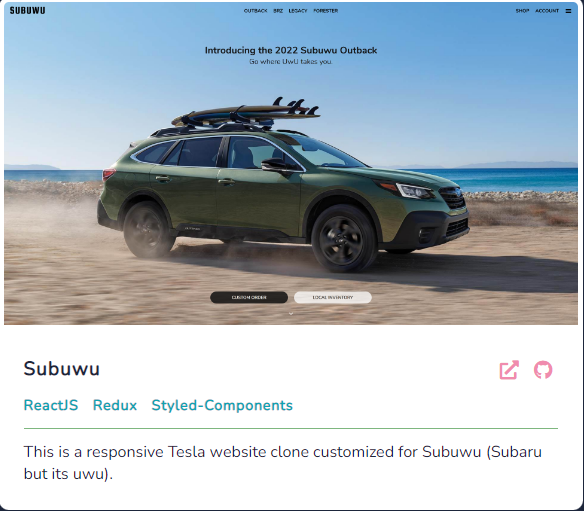 SUBUWU
OUTBACK BRZ LEGACY FORESTER
SHOP ACCOUNT
Introducing the 2022 Subuwu Outback
Go where UwU takes you.
CUSTOM ORDER
LOCAL INVENTORY
Subuwu
ReactJS Redux Styled-Components
This is a responsive Tesla website clone customized for Subuwu (Subaru
but its uwu).